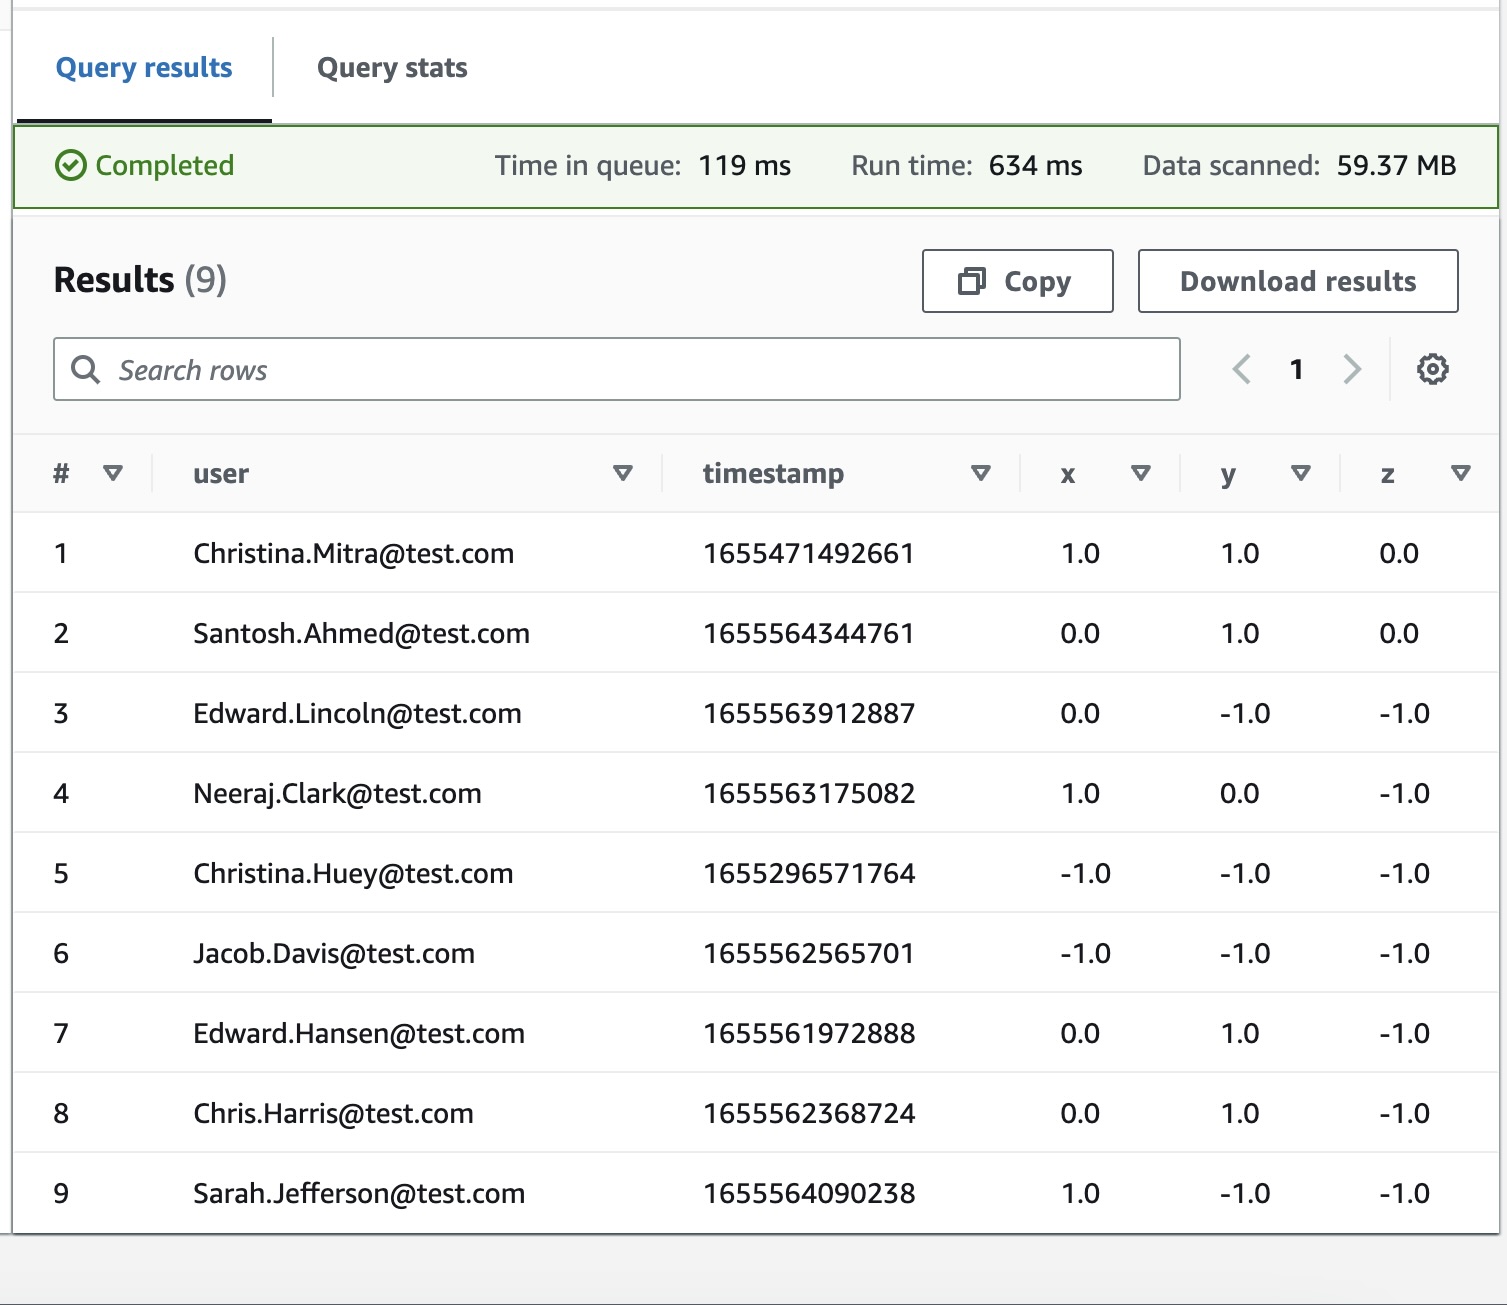 Query results Query stats
Completed Time in queue: 119 ms Run time: 634 ms Data scanned: 59.37 MB
Results (9) Copy Download results
Search rows 1
# user timestamp x y z
1 Christina.Mitra@test.com 1655471492661 1.0 1.0 0.0
2 Santosh.Ahmed@test.com 1655564344761 0.0 1.0 0.0
3 Edward.Lincoln@test.com 1655563912887 0.0 -1.0 -1.0
4 Neeraj.Clark@test.com 1655563175082 1.0 0.0 -1.0
5 Christina.Huey@test.com 1655296571764 -1.0 -1.0 -1.0
6 Jacob.Davis@test.com 1655562565701 -1.0 -1.0 -1.0
7 Edward.Hansen@test.com 1655561972888 0.0 1.0 -1.0
8 Chris.Harris@test.com 1655562368724 0.0 1.0 -1.0
9 Sarah.Jefferson@test.com 1655564090238 1.0 -1.0 -1.0